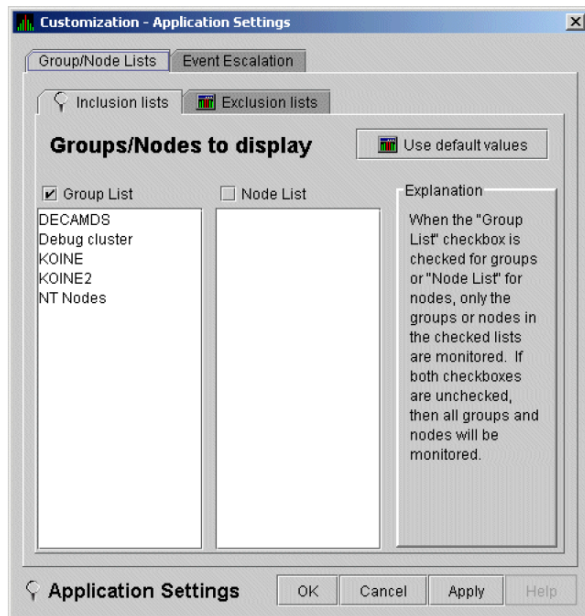 Customization - Application Settings
Group/Node Lists
Event Escalation
Inclusion lists
Exclusion lists
Groups/Nodes to display
Use default values
Group List
DECAMDS
Debug cluster
KOINE
KOINE2
NT Nodes
Node List
Explanation
When the "Group
List" checkbox is
checked for groups
or "Node List" for
nodes, only the
groups or nodes in
the checked lists
are monitored. If
both checkboxes
are unchecked,
then all groups and
nodes will be
monitored.
Application Settings
OK
Cancel
Apply
Help